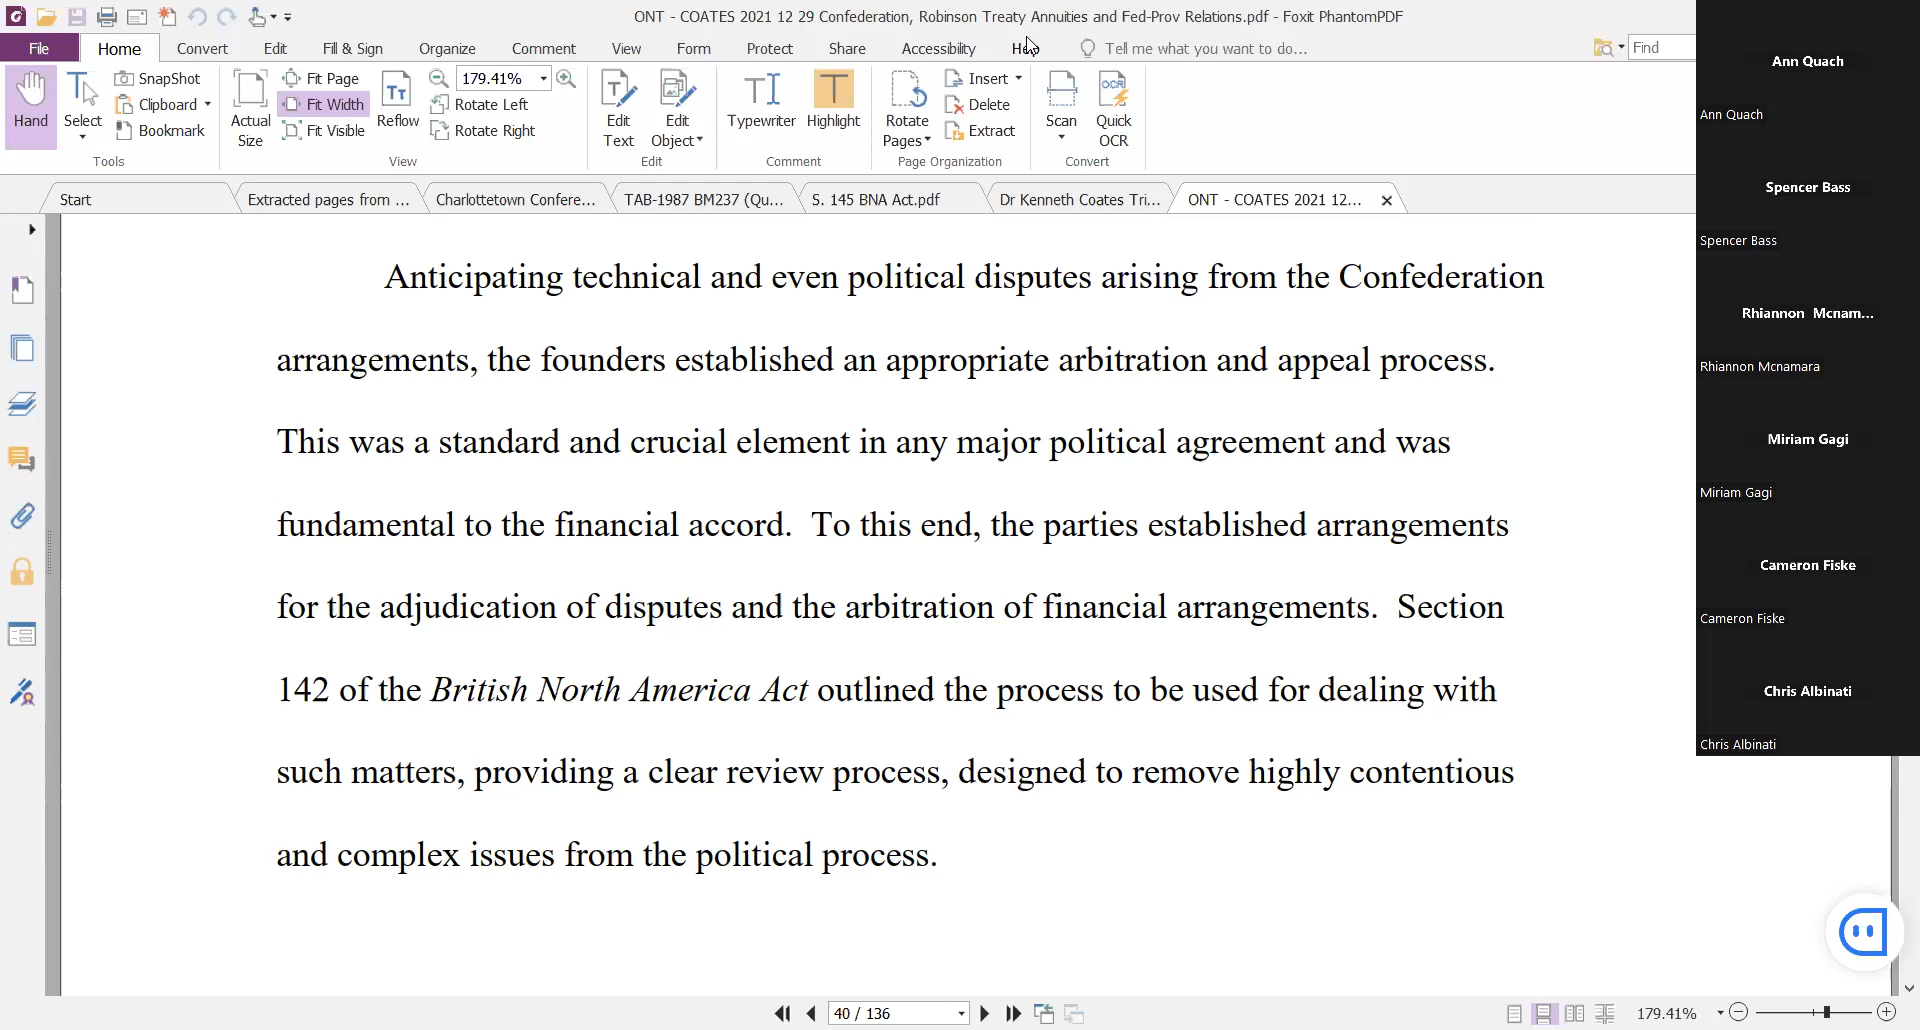 ONT - COATES 2021 12 29 Confederation, Robinson Treaty Annuities and Fed-Prov Relations.pdf - Foxit PhantomPDF
File Home Convert Edit Fill & Sign Organize Comment View Form Protect Share Accessibility Help Tell me what you want to do... Find
Hand
Select
SnapShot
Clipboard
Bookmark
Tools
Actual Size
Fit Page
Fit Width
Fit Visible
Reflow
179.41%
Rotate Left
Rotate Right
View
Edit Text
Edit Object
Edit
Typewriter
Highlight
Comment
Rotate Pages
Insert
Delete
Extract
Page Organization
Scan
Quick OCR
Convert
Start
Extracted pages from ...
Charlottetown Confere...
TAB-1987 BM237 (Qu...
S. 145 BNA Act.pdf
Dr Kenneth Coates Tri...
ONT - COATES 2021 12...
Anticipating technical and even political disputes arising from the Confederation
arrangements, the founders established an appropriate arbitration and appeal process.
This was a standard and crucial element in any major political agreement and was
fundamental to the financial accord.  To this end, the parties established arrangements
for the adjudication of disputes and the arbitration of financial arrangements.  Section
142 of the British North America Act outlined the process to be used for dealing with
such matters, providing a clear review process, designed to remove highly contentious
and complex issues from the political process.
Ann Quach
Ann Quach
Spencer Bass
Spencer Bass
Rhiannon Mcnam...
Rhiannon Mcnamara
Miriam Gagi
Miriam Gagi
Cameron Fiske
Cameron Fiske
Chris Albinati
Chris Albinati
40 / 136
179.41%